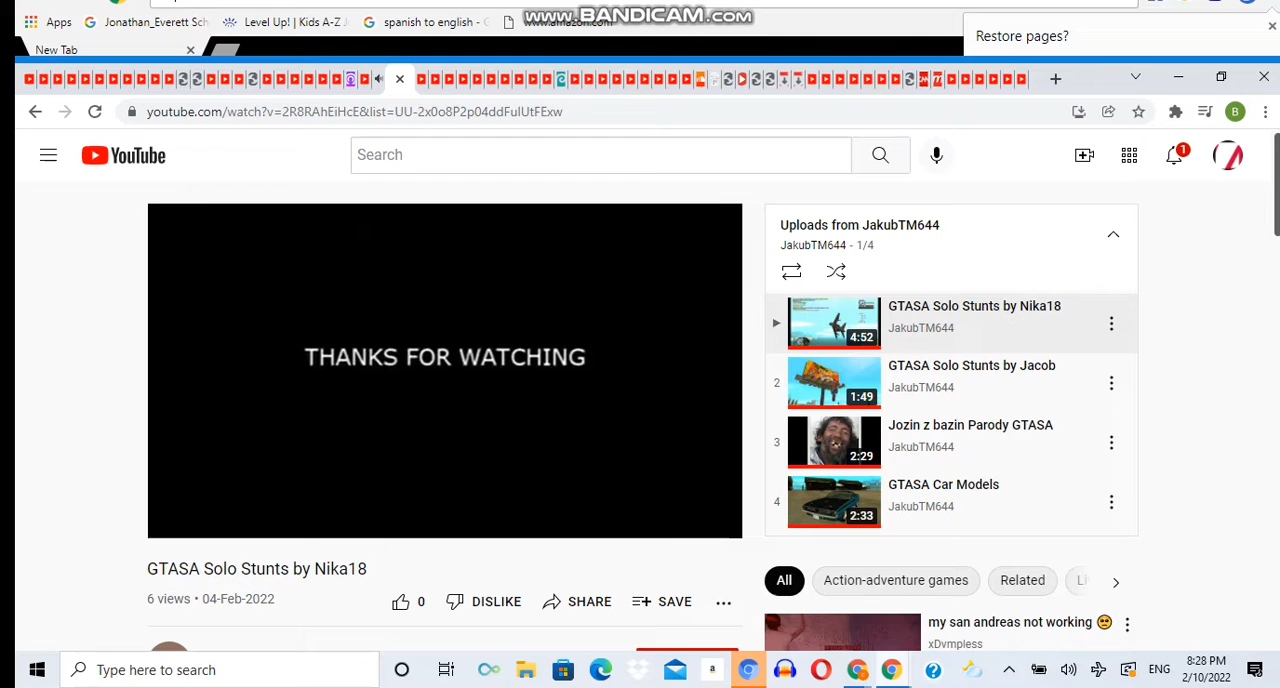 Apps
Jonathan_Everett Sch
Level Up! | Kids A-Z
spanish to english - G
www.amazon.com
www.BANDICAM.com
Restore pages?
New Tab
youtube.com/watch?v=2R8RAhEiHcE&list=UU-2x0o8P2p04ddFulUtFExw
B
YouTube
Search
1
THANKS FOR WATCHING
Uploads from JakubTM644
JakubTM644 - 1/4
GTASA Solo Stunts by Nika18
JakubTM644
4:52
2
GTASA Solo Stunts by Jacob
JakubTM644
1:49
3
Jozin z bazin Parody GTASA
JakubTM644
2:29
4
GTASA Car Models
JakubTM644
2:33
GTASA Solo Stunts by Nika18
6 views • 04-Feb-2022
0
DISLIKE
SHARE
SAVE
All
Action-adventure games
Related
my san andreas not working
xDvmpless
Type here to search
a
ENG
8:28 PM
2/10/2022